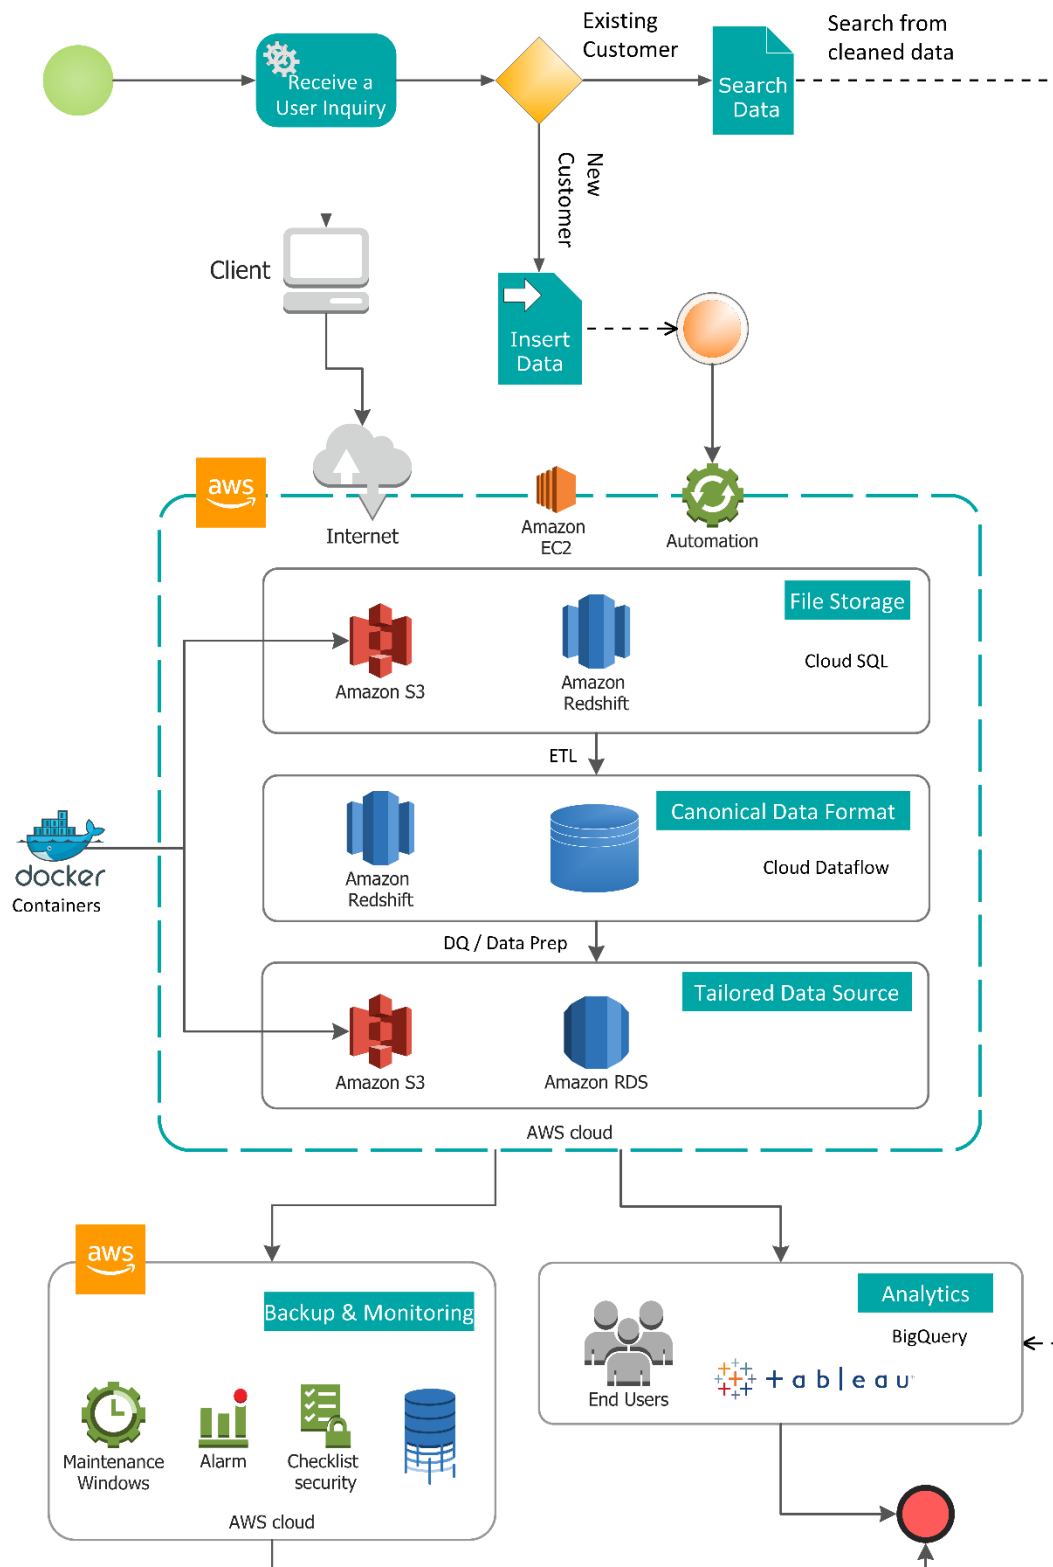 Existing
Customer
Search from
cleaned data
Receive a
User Inquiry
Search
Data
New
Customer
Client
Insert
Data
aws
Internet
Amazon
EC2
Automation
File Storage
Cloud SQL
Amazon S3
Amazon
Redshift
ETL
Canonical Data Format
Cloud Dataflow
Amazon
Redshift
docker
Containers
DQ / Data Prep
Tailored Data Source
Amazon S3
Amazon RDS
AWS cloud
aws
Backup & Monitoring
Analytics
BigQuery
End Users
+ableau
Maintenance
Windows
Alarm
Checklist
security
AWS cloud